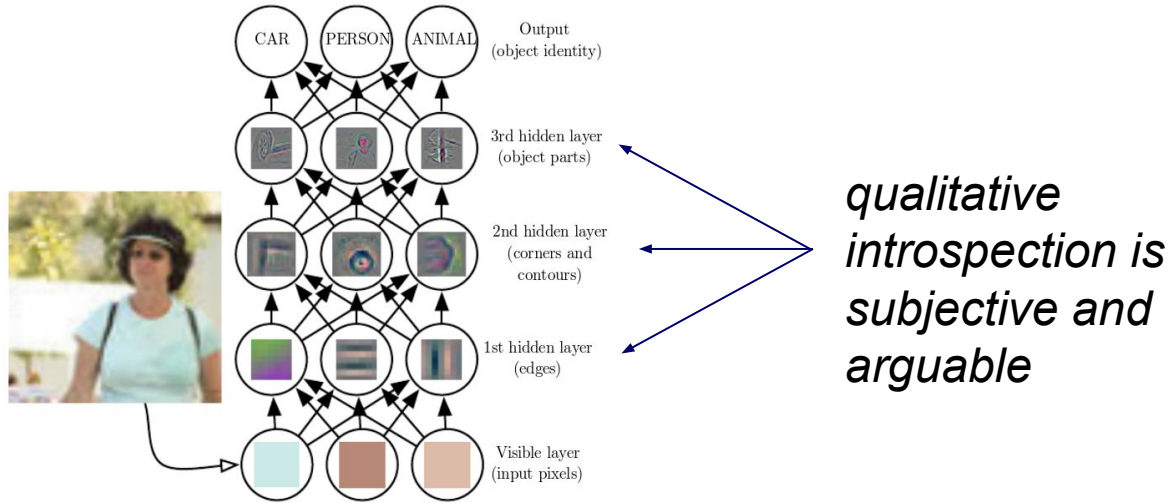 CAR PERSON ANIMAL
Output
(object identity)
3rd hidden layer
(object parts)
2nd hidden layer
(corners and
contours)
1st hidden layer
(edges)
Visible layer
(input pixels)
qualitative
introspection is
subjective and
arguable